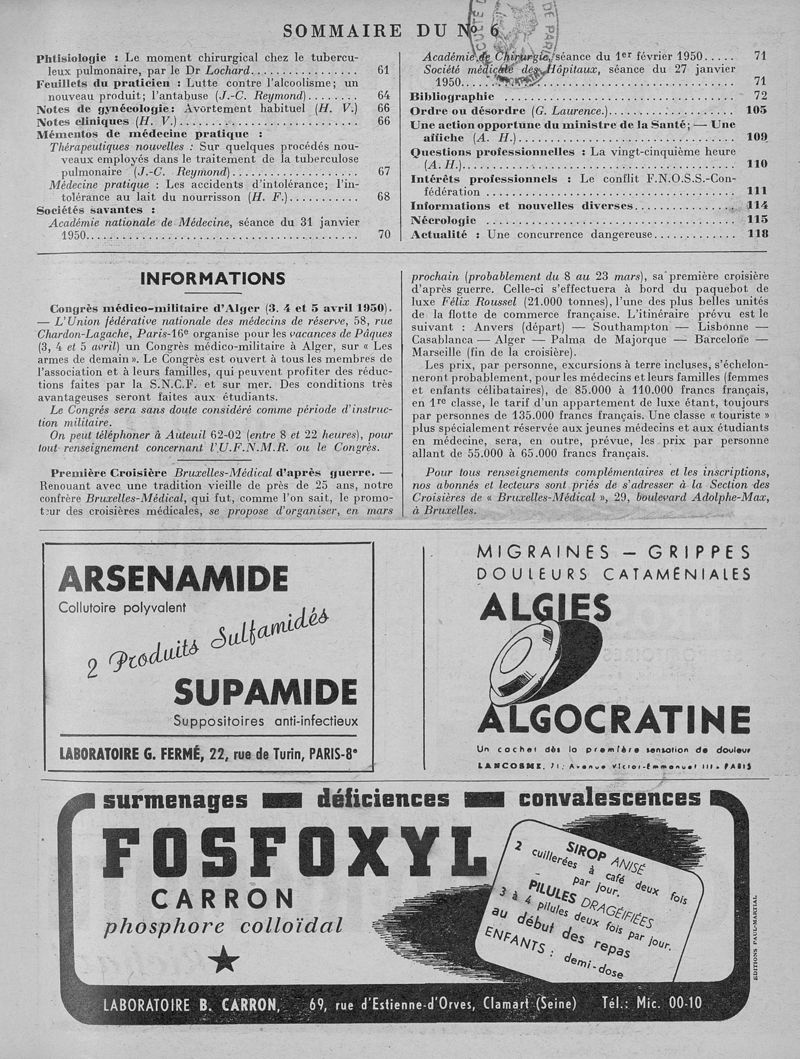 SOMMAIRE DU No 6
Phtisiologie : Le moment chirurgical chez le tubercu-
leux pulmonaire, par le Dr Lochard................. 61
Feuillets du praticien : Lutte contre l'alcoolisme; un
nouveau produit; l'antabuse (J.-C. Reymond)........ 64
Notes de gynécologie: Avortement habituel (H. V.) 66
Notes cliniques (H. V.)............................ 66
Mémentos de médecine pratique :
Thérapeutiques nouvelles : Sur quelques procédés nou-
veaux employés dans le traitement de la tuberculose
pulmonaire (J.-C. Reymond)......................... 67
Médecine pratique : Les accidents d'intolérance; l'in-
tolérance au lait du nourrisson (H. F.)........... 68
Sociétés savantes :
Académie nationale de Médecine, séance du 31 janvier
1950............................................... 70
Académie de Chirurgie, séance du 1er février 1950..... 71
Société médicale des Hôpitaux, séance du 27 janvier
1950............................................... 71
Bibliographie ..................................... 72
Ordre ou désordre (G. Laurence.)................... 105
Une action opportune du ministre de la Santé; — Une
affiche (A. H.).................................... 109
Questions professionnelles : La vingt-cinquième heure
(A. H.)............................................ 110
Intérêts professionnels : Le conflit F.N.O.S.S.-Con-
fédération ........................................ 111
Informations et nouvelles diverses................. 114
Nécrologie ........................................ 115
Actualité : Une concurrence dangereuse............. 118
INFORMATIONS
Congrès médico-militaire d'Alger (3. 4 et 5 avril 1950).
— L'Union fédérative nationale des médecins de réserve, 58, rue
Chardon-Lagache, Paris-16e organise pour les vacances de Pâques
(3, 4 et 5 avril) un Congrès médico-militaire à Alger, sur « Les
armes de demain ». Le Congrès est ouvert à tous les membres de
l'association et à leurs familles, qui peuvent profiter des réduc-
tions faites par la S.N.C.F. et sur mer. Des conditions très
avantageuses seront faites aux étudiants.
Le Congrès sera sans doute considéré comme période d'instruc-
tion militaire.
On peut téléphoner à Auteuil 62-02 (entre 8 et 22 heures), pour
tout renseignement concernant l'U.F.N.M.R. ou le Congrès.
Première Croisière Bruxelles-Médical d'après guerre. —
Renouant avec une tradition vieille de près de 25 ans, notre
confrère Bruxelles-Médical, qui fut, comme l'on sait, le promo-
teur des croisières médicales, se propose d'organiser, en mars
prochain (probablement du 8 au 23 mars), sa première croisière
d'après guerre. Celle-ci s'effectuera à bord du paquebot de
luxe Félix Roussel (21.000 tonnes), l'une des plus belles unités
de la flotte de commerce française. L'itinéraire prévu est le
suivant : Anvers (départ) — Southampton — Lisbonne —
Casablanca — Alger — Palma de Majorque — Barcelone —
Marseille (fin de la croisière).
Les prix, par personne, excursions à terre incluses, s'échelon-
neront probablement, pour les médecins et leurs familles (femmes
et enfants célibataires), de 85.000 à 110.000 francs français,
en 1re classe, le tarif d'un appartement de luxe étant, toujours
par personnes de 135.000 francs français. Une classe « touriste »
plus spécialement réservée aux jeunes médecins et aux étudiants
en médecine, sera, en outre, prévue, les prix par personne
allant de 55.000 à 65.000 francs français.
Pour tous renseignements complémentaires et les inscriptions,
nos abonnés et lecteurs sont priés de s'adresser à la Section des
Croisières de « Bruxelles-Médical », 29, boulevard Adolphe-Max,
à Bruxelles.
ARSENAMIDE
Collutoire polyvalent
2 Produits Sulfamidés
SUPAMIDE
Suppositoires anti-infectieux
LABORATOIRE G. FERMÉ, 22, rue de Turin, PARIS-8e
MIGRAINES — GRIPPES
DOULEURS CATAMÉNIALES
ALGIES
ALGOCRATINE
Un cachet dès la première sensation de douleur
LANCOSME, 71, Avenue Victor-Emmanuel III - PARIS
surmenages déficiences convalescences
FOSFOXYL
CARRON
phosphore colloïdal
SIROP ANISÉ
2 cuillerées à café deux fois
par jour.
PILULES DRAGÉIFIÉES
3 à 4 pilules deux fois par jour.
au début des repas
ENFANTS : demi-dose
LABORATOIRE B. CARRON, 69, rue d'Estienne-d'Orves, Clamart (Seine) Tél.: Mic. 00-10
ÉDITIONS PAUL-MARTIAL